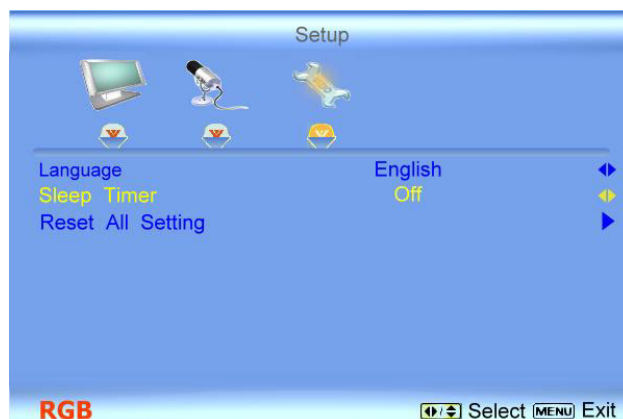 Setup
Language English
Sleep Timer Off
Reset All Setting
RGB Select MENU Exit